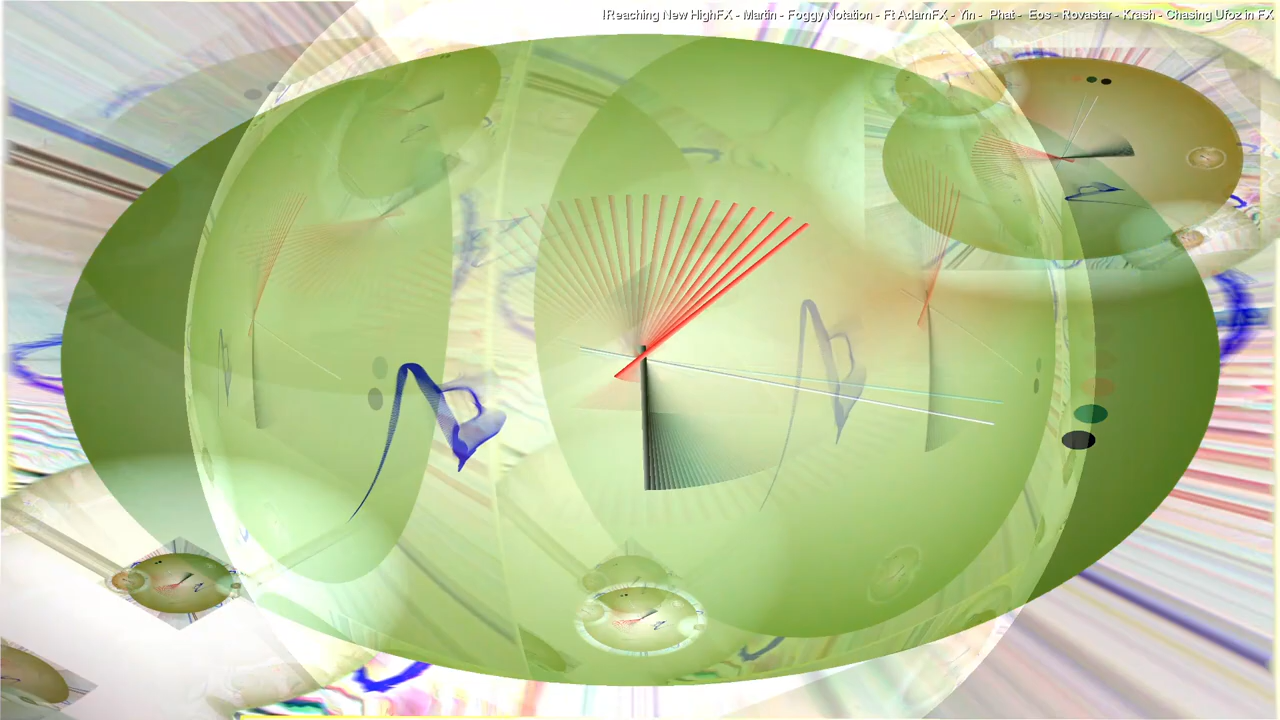 !Reaching New HighFX - Martin - Foggy Notation - Ft AdamFX - Yin -  Phat -  Eos - Rovastar - Krash - Chasing Ufoz in FX